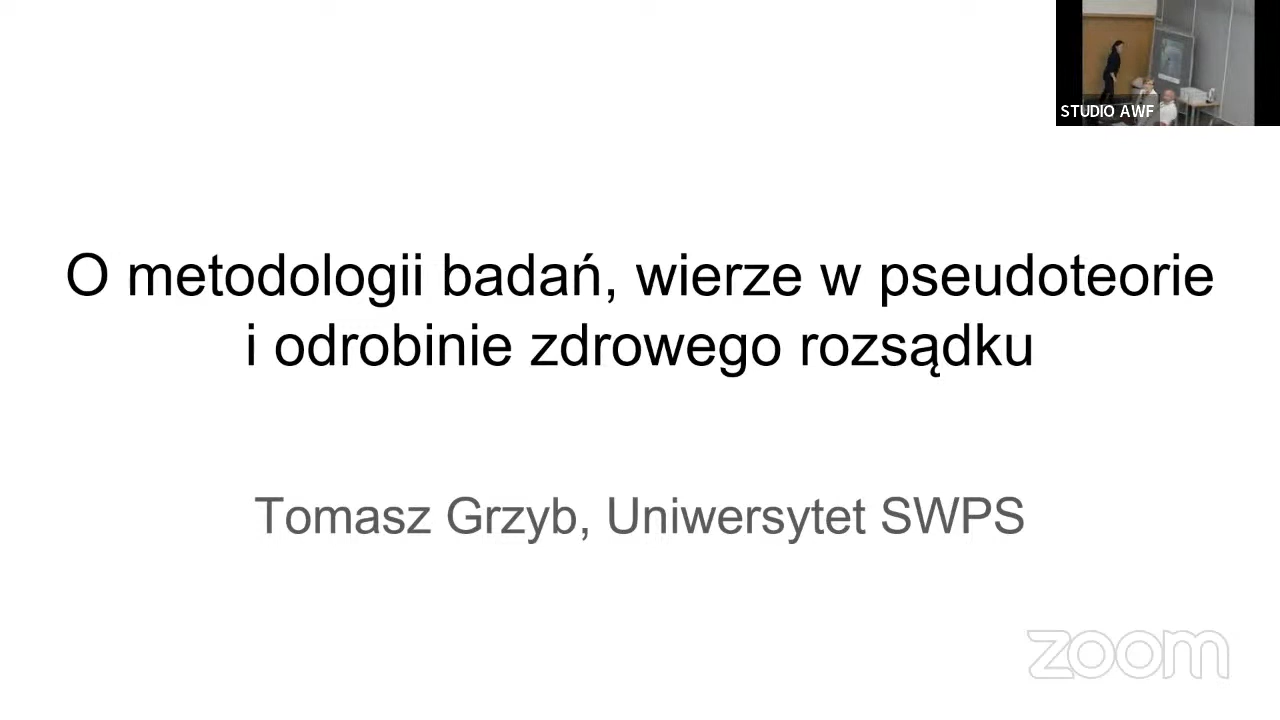 STUDIO AWF
O metodologii badań, wierze w pseudoteorie
i odrobinie zdrowego rozsądku
Tomasz Grzyb, Uniwersytet SWPS
zoom